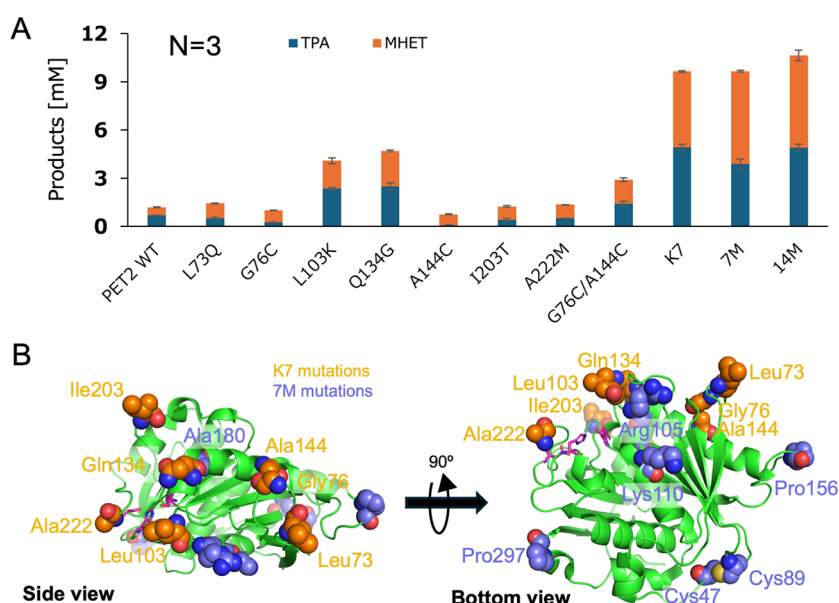 A
N=3
TPA
MHET
Products [mM]
12
9
6
3
0
PET2 WT
L73Q
G76C
L103K
Q134G
A144C
I203T
A222M
G76C/A144C
K7
7M
14M
B
K7 mutations
7M mutations
Ile203
Ala180
Ala144
Gln134
Gly76
Ala222
Leu103
Leu73
Side view
90º
Gln134
Leu103
Leu73
Ile203
Gly76
Ala222
Arg105
Ala144
Lys110
Pro156
Pro297
Cys89
Cys47
Bottom view